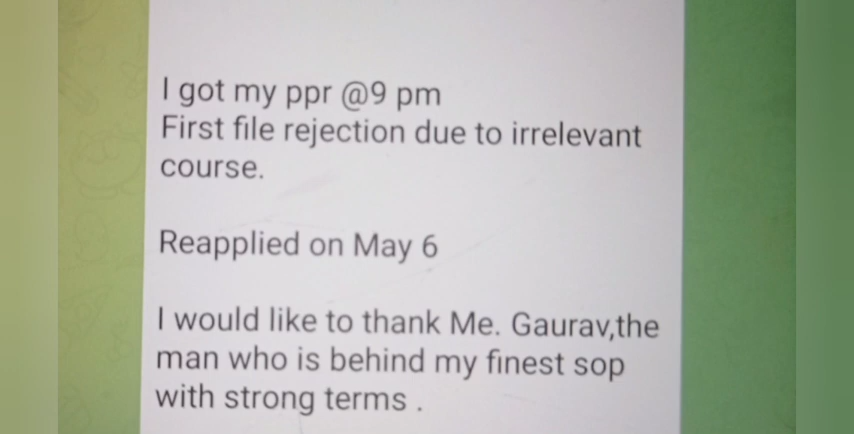 I got my ppr @9 pm
First file rejection due to irrelevant
course.
Reapplied on May 6
I would like to thank Me. Gaurav,the
man who is behind my finest sop
with strong terms .